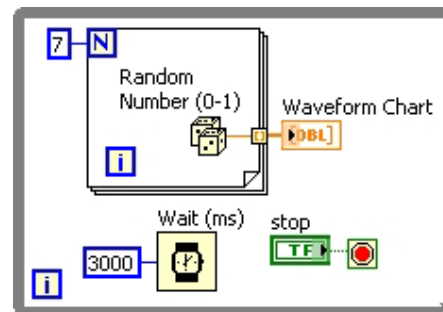 7
N
Random
Number (0-1)
Waveform Chart
DBL]
i
Wait (ms)
stop
3000
TF
i